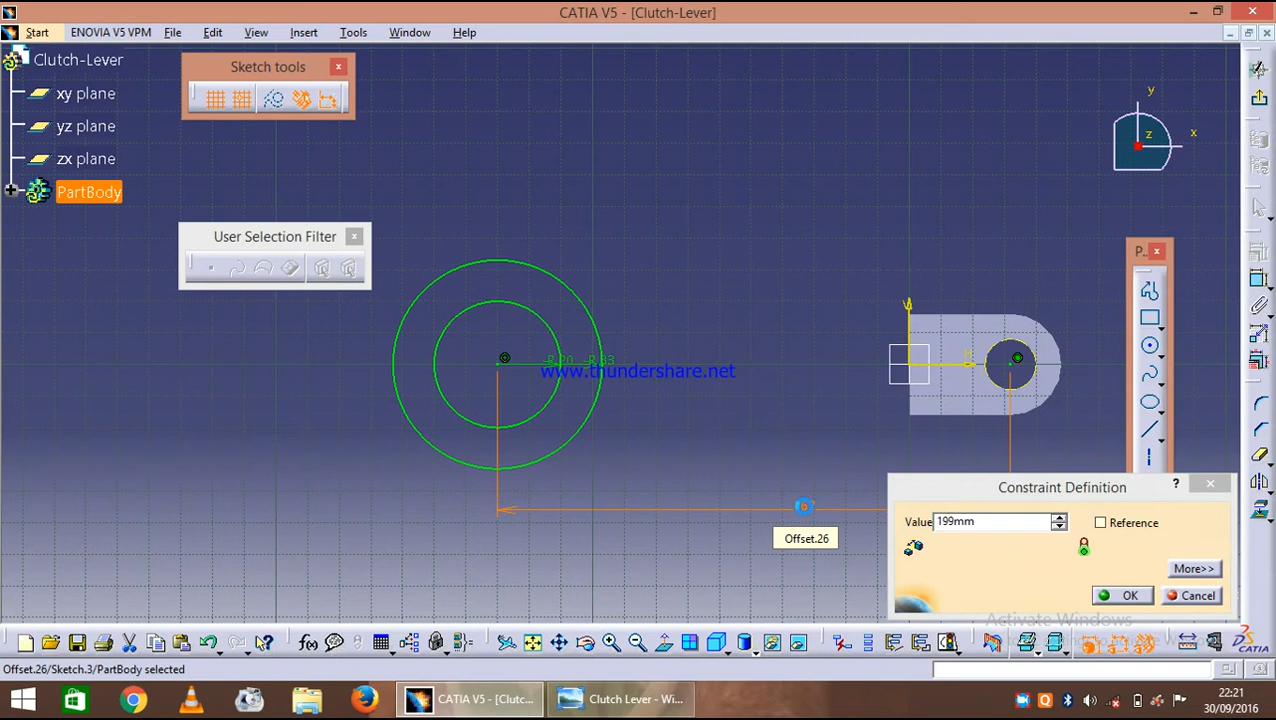 CATIA V5 - [Clutch-Lever]
Start ENOVIA V5 VPM File Edit View Insert Tools Window Help
Clutch-Lever
xy plane
yz plane
zx plane
PartBody
Sketch tools
User Selection Filter
y
z
x
P...
V
H
www.thundershare.net
Offset.26
Constraint Definition ?
Value 199mm
Reference
More>>
OK Cancel
Activate Windows
CATIA
Offset.26/Sketch.3/PartBody selected
CATIA V5 - [Clutc...
Clutch Lever - Wi...
22:21
30/09/2016